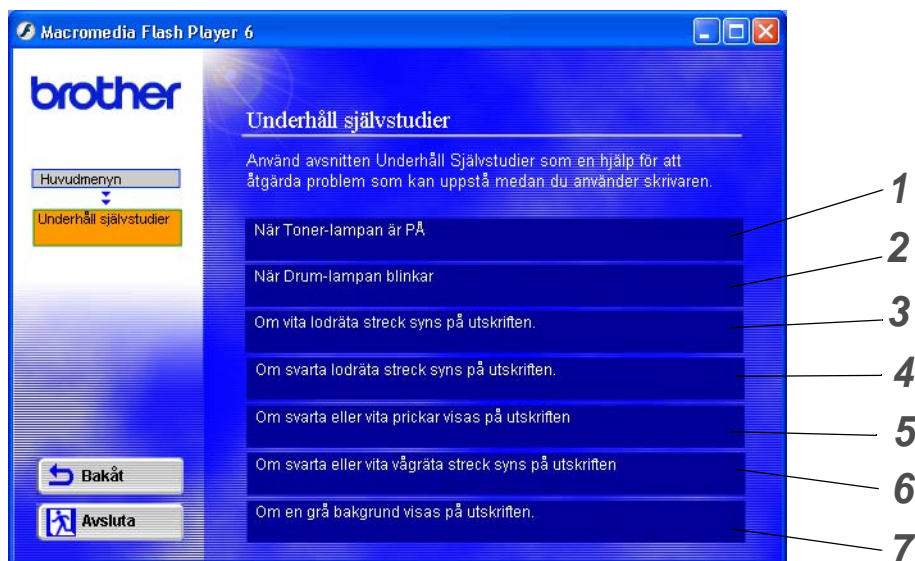 Macromedia Flash Player 6
brother
Huvudmenyn
Underhåll självstudier
Bakåt
Avsluta
Underhåll självstudier
Använd avsnitten Underhåll Självstudier som en hjälp för att
åtgärda problem som kan uppstå medan du använder skrivaren.
När Toner-lampan är PÅ
När Drum-lampan blinkar
Om vita lodräta streck syns på utskriften.
Om svarta lodräta streck syns på utskriften.
Om svarta eller vita prickar visas på utskriften
Om svarta eller vita vågräta streck syns på utskriften
Om en grå bakgrund visas på utskriften.
1
2
3
4
5
6
7